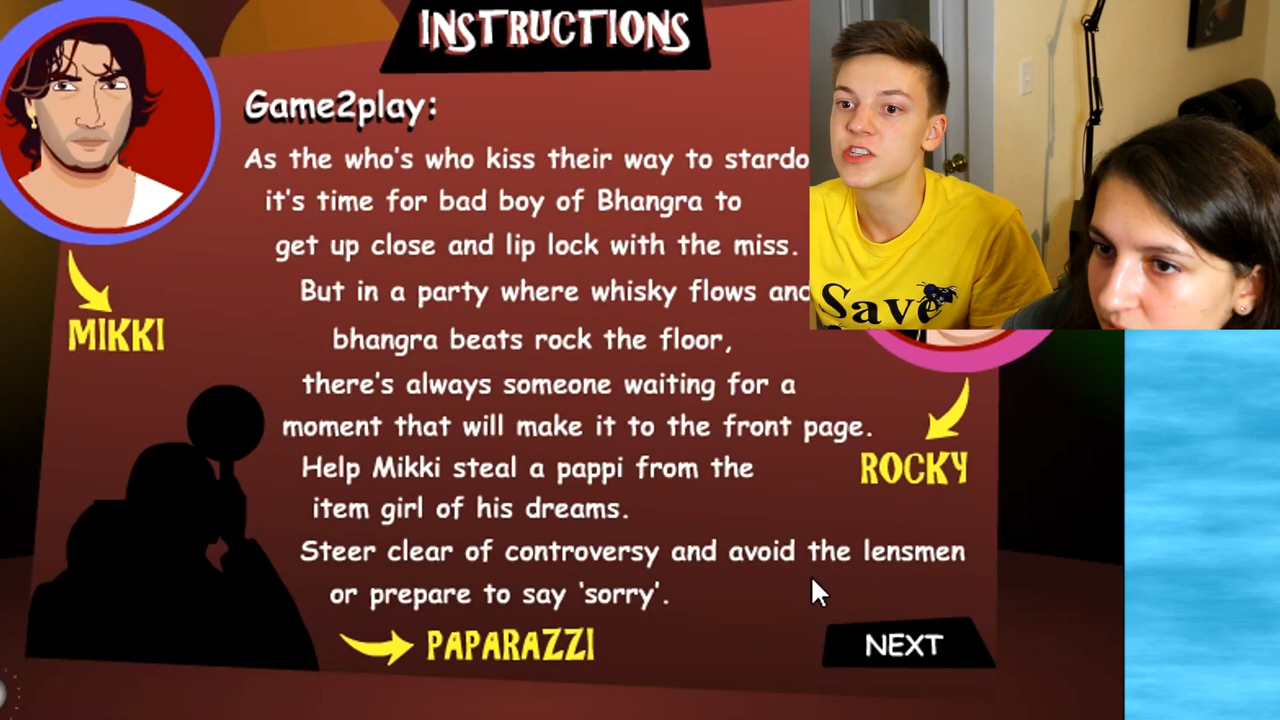 INSTRUCTIONS
Game2play:
As the who's who kiss their way to
it's time for bad boy of Bhangra to
get up close and lip lock with the miss.
But in a party where whisky flows and
bhangra beats rock the floor,
there's always someone waiting for a
moment that will make it to the front page.
Help Mikki steal a pappi from the
item girl of his dreams.
Steer clear of controversy and avoid the lensmen
or prepare to say 'sorry'.
MIKKI
ROCKY
PAPARAZZI
NEXT
Save